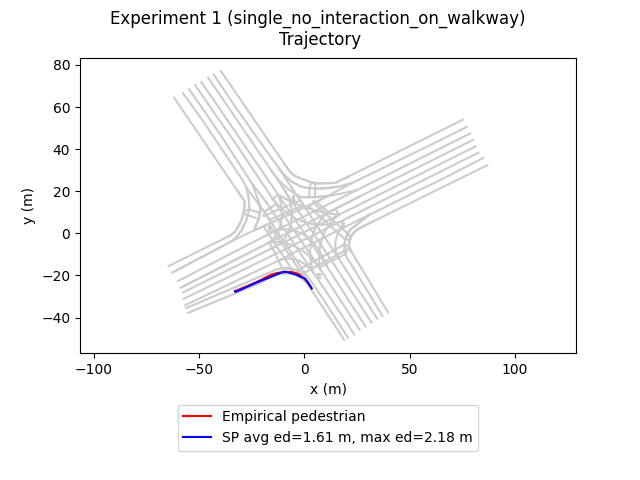 Experiment 1 (single_no_interaction_on_walkway)
Trajectory
80
60
40
20
0
−20
−40
y (m)
−100
−50
0
50
100
x (m)
Empirical pedestrian
SP avg ed=1.61 m, max ed=2.18 m